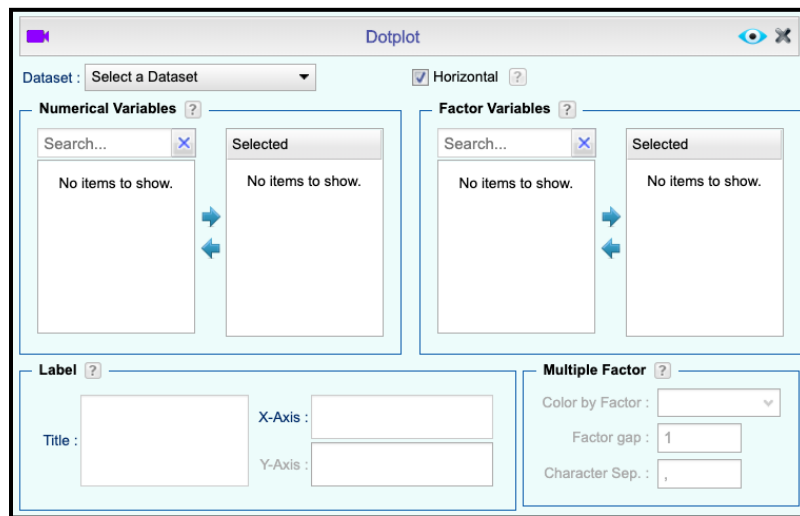 Dotplot
Dataset : Select a Dataset
Horizontal ?
Numerical Variables ?
Search...
Selected
No items to show.
No items to show.
Factor Variables ?
Search...
Selected
No items to show.
No items to show.
Label ?
Title :
X-Axis :
Y-Axis :
Multiple Factor ?
Color by Factor :
Factor gap : 1
Character Sep. : ,